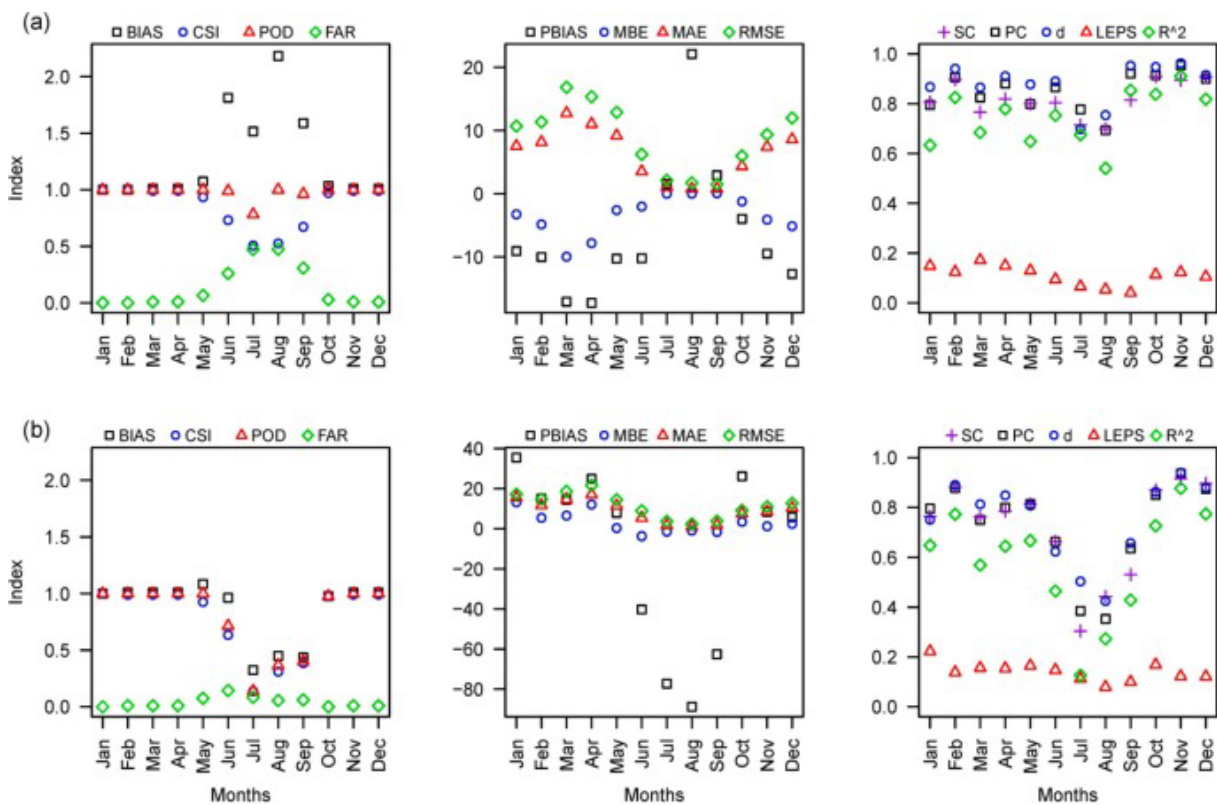 (a)
BIAS CSI POD FAR
PBIAS MBE MAE RMSE
SC PC d LEPS R^2
Index
2.0
1.5
1.0
0.5
0.0
Jan Feb Mar Apr May Jun Jul Aug Sep Oct Nov Dec
20
10
0
−10
Jan Feb Mar Apr May Jun Jul Aug Sep Oct Nov Dec
1.0
0.8
0.6
0.4
0.2
0.0
Jan Feb Mar Apr May Jun Jul Aug Sep Oct Nov Dec
(b)
BIAS CSI POD FAR
PBIAS MBE MAE RMSE
SC PC d LEPS R^2
Index
2.0
1.5
1.0
0.5
0.0
Jan Feb Mar Apr May Jun Jul Aug Sep Oct Nov Dec
Months
40
20
0
−20
−40
−60
−80
Jan Feb Mar Apr May Jun Jul Aug Sep Oct Nov Dec
Months
1.0
0.8
0.6
0.4
0.2
0.0
Jan Feb Mar Apr May Jun Jul Aug Sep Oct Nov Dec
Months